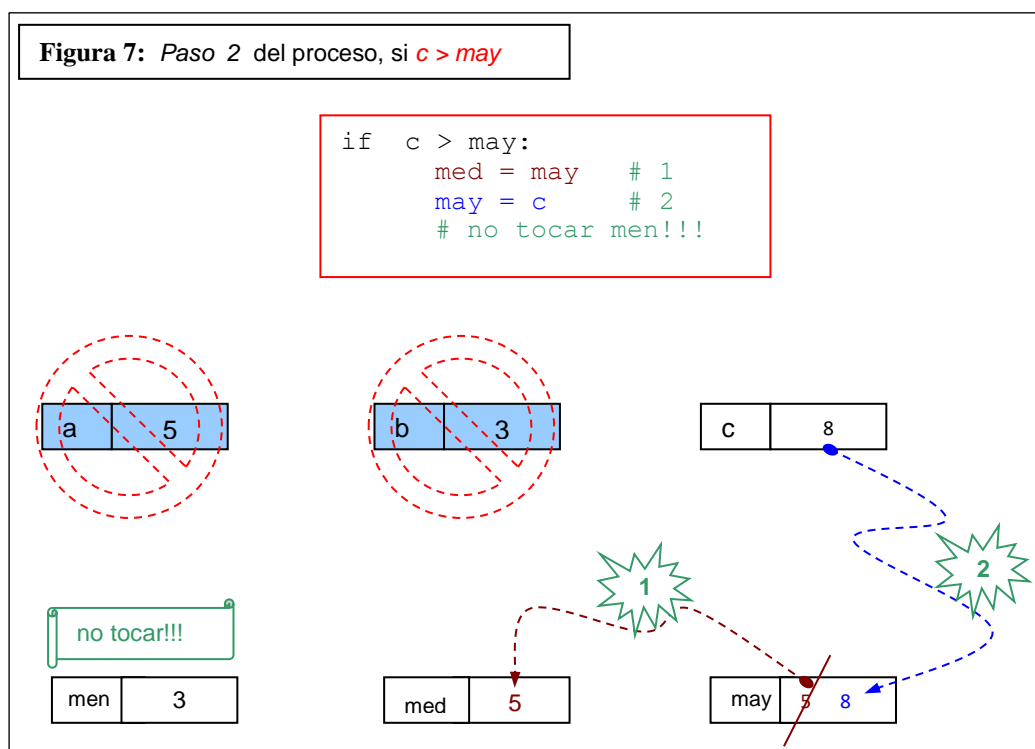 Figura 7: Paso 2 del proceso, si c > may
if c > may:
med = may # 1
may = c # 2
# no tocar men!!!
a 5
b 3
c 8
1
2
no tocar!!!
men 3
med 5
may 5 8